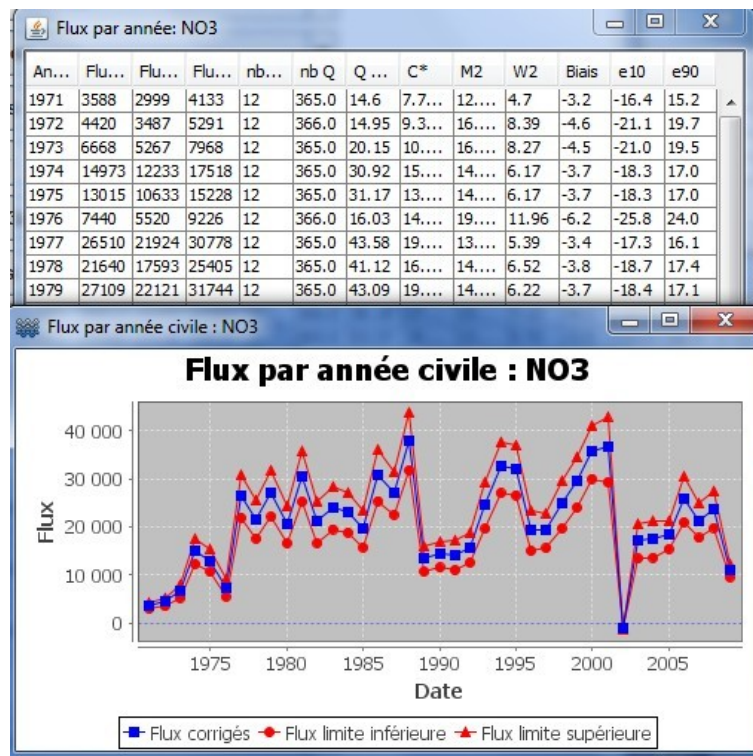 Flux par année: NO3
An... Flu... Flu... Flu... nb... nb Q Q ... C* M2 W2 Biais e10 e90
1971 3588 2999 4133 12 365.0 14.6 7.7... 12.... 4.7 -3.2 -16.4 15.2
1972 4420 3487 5291 12 366.0 14.95 9.3... 16.... 8.39 -4.6 -21.1 19.7
1973 6668 5267 7968 12 365.0 20.15 10.... 16.... 8.27 -4.5 -21.0 19.5
1974 14973 12233 17518 12 365.0 30.92 15.... 14.... 6.17 -3.7 -18.3 17.0
1975 13015 10633 15228 12 365.0 31.17 13.... 14.... 6.17 -3.7 -18.3 17.0
1976 7440 5520 9226 12 366.0 16.03 14.... 19.... 11.96 -6.2 -25.8 24.0
1977 26510 21924 30778 12 365.0 43.58 19.... 13.... 5.39 -3.4 -17.3 16.1
1978 21640 17593 25405 12 365.0 41.12 16.... 14.... 6.52 -3.8 -18.7 17.4
1979 27109 22121 31744 12 365.0 43.09 19.... 14.... 6.22 -3.7 -18.4 17.1
Flux par année civile : NO3
Flux par année civile : NO3
Flux
40 000
30 000
20 000
10 000
0
1975 1980 1985 1990 1995 2000 2005
Date
Flux corrigés Flux limite inférieure Flux limite supérieure